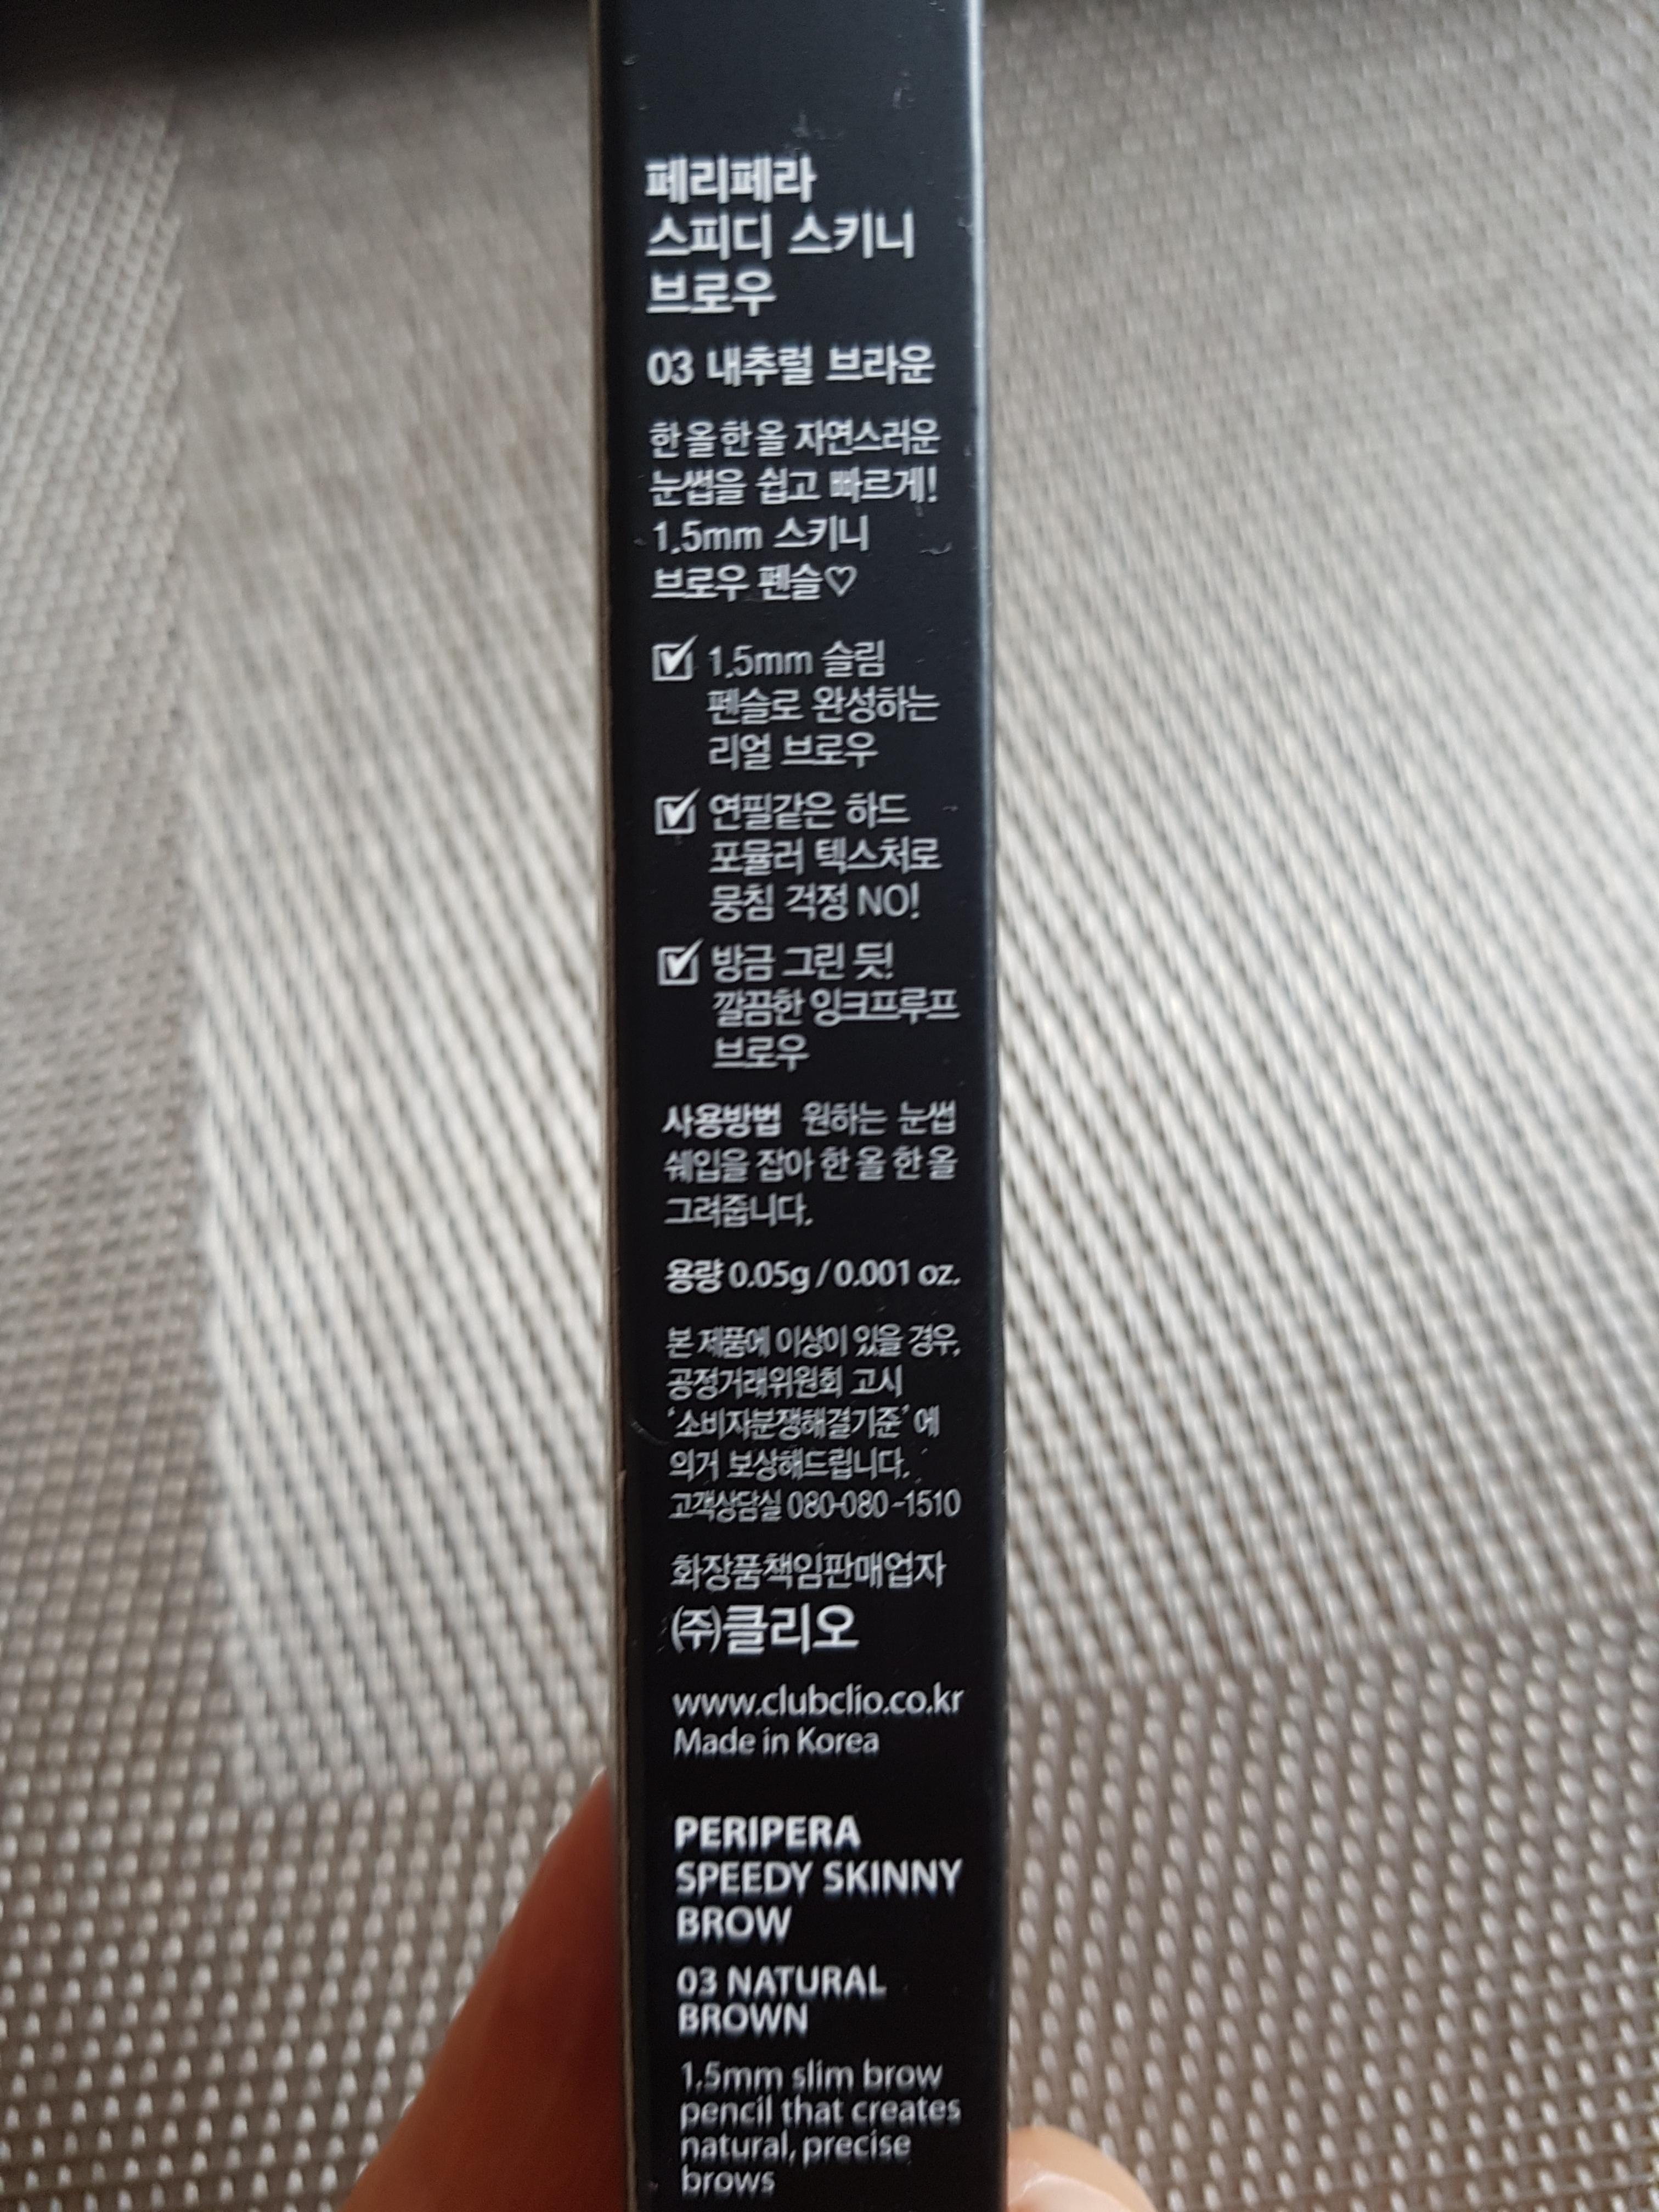 페리페라
스피디 스키니
브로우
03 내추럴 브라운
한 올 한 올 자연스러운
눈썹을 쉽고 빠르게!
1.5mm 스키니
브로우 펜슬♡
☑ 1.5mm 슬림
펜슬로 완성하는
리얼 브로우
☑ 연필같은 하드
포뮬러 텍스처로
뭉침 걱정 NO!
☑ 방금 그린 듯!
깔끔한 잉크프루프
브로우
사용방법 원하는 눈썹
쉐입을 잡아 한 올 한 올
그려줍니다.
용량 0.05g / 0.001 oz.
본 제품에 이상이 있을 경우,
공정거래위원회 고시
‘소비자분쟁해결기준’에
의거 보상해드립니다.
고객상담실 080-080-1510
화장품책임판매업자
㈜클리오
www.clubclio.co.kr
Made in Korea
PERIPERA
SPEEDY SKINNY
BROW
03 NATURAL
BROWN
1.5mm slim brow
pencil that creates
natural, precise
brows